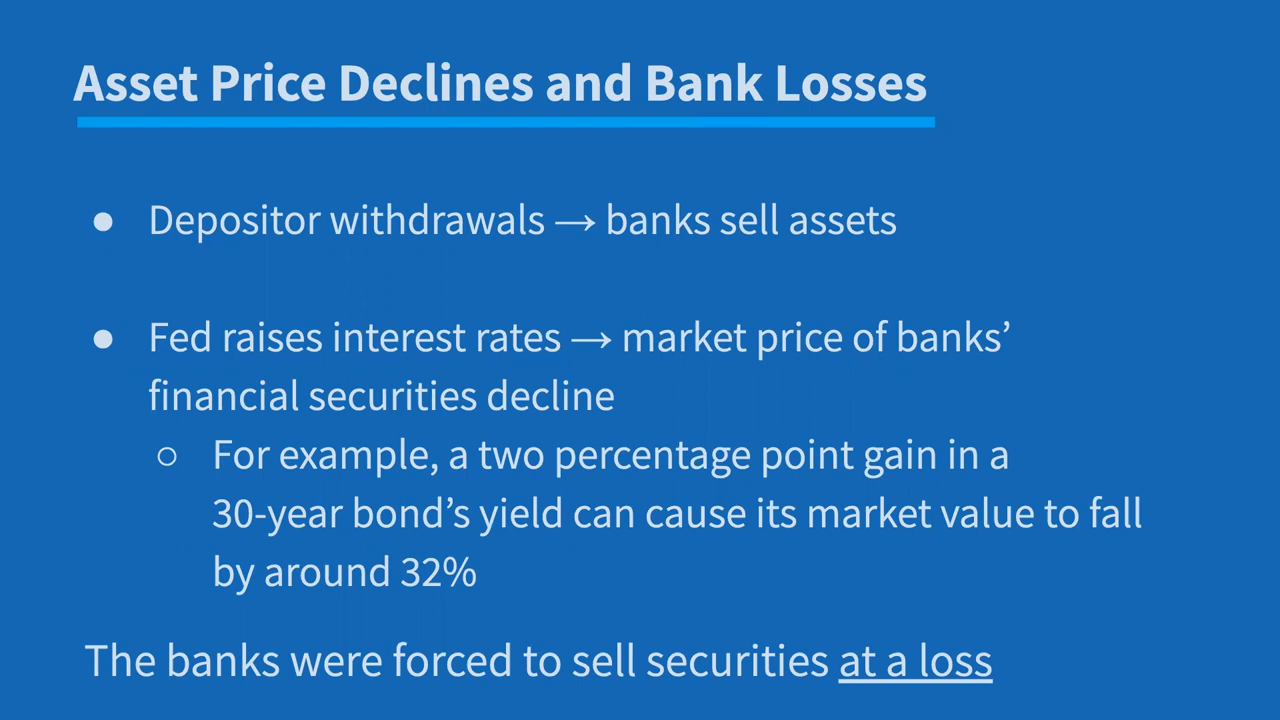 Asset Price Declines and Bank Losses
● Depositor withdrawals → banks sell assets
● Fed raises interest rates → market price of banks’
financial securities decline
○ For example, a two percentage point gain in a
30-year bond’s yield can cause its market value to fall
by around 32%
The banks were forced to sell securities at a loss